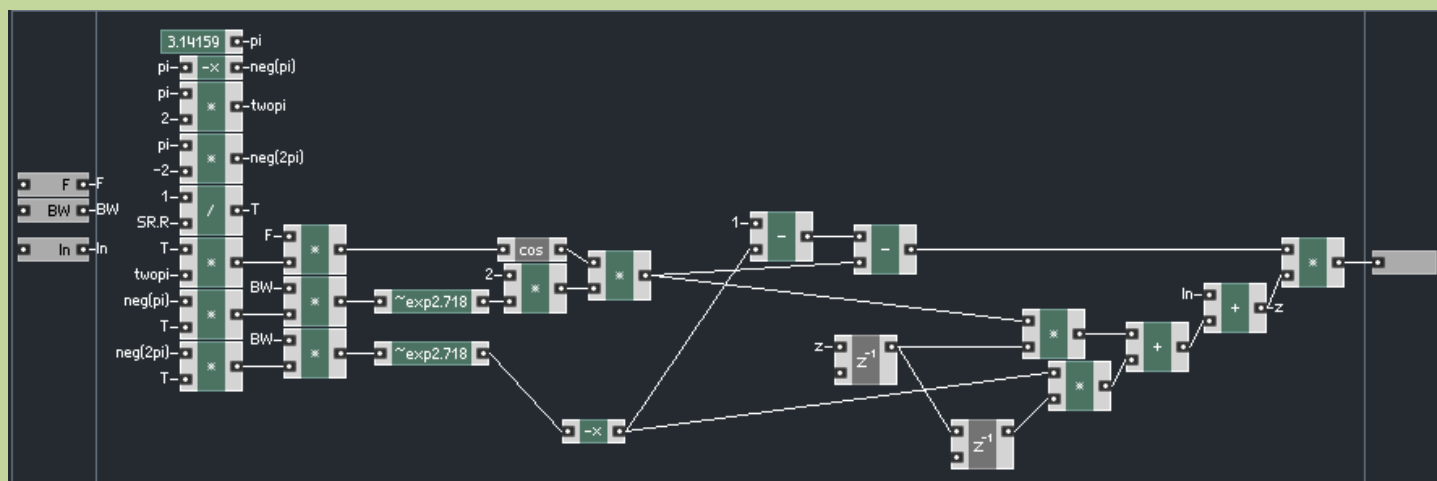 3.14159 pi
pi -x neg(pi)
pi
* twopi
2
pi
* neg(2pi)
-2
F F
1
BW BW
/ T
SR.R
F
In In
T
*
*
cos
twopi
1
-
-
*
2
*
*
BW
*
neg(pi)
*
~exp2.718
T
In
+ z
BW
*
neg(2pi)
*
~exp2.718
T
z z⁻¹
*
+
*
-x
z⁻¹